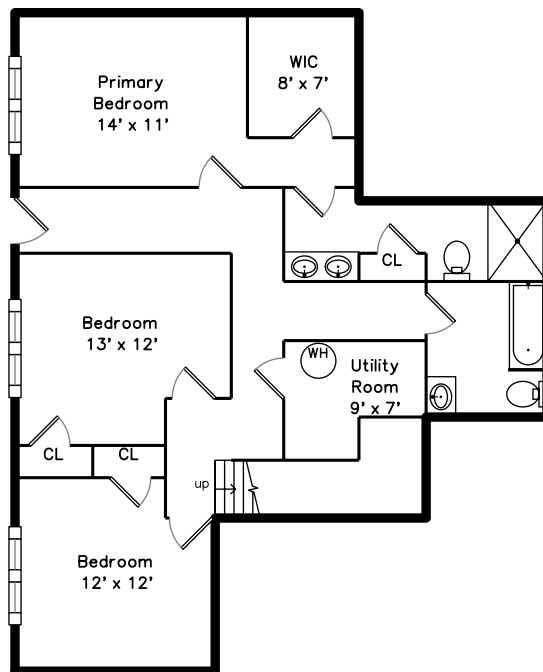 Primary
Bedroom
14' x 11'
WIC
8' x 7'
CL
Bedroom
13' x 12'
WH
Utility
Room
9' x 7'
CL
CL
up
Bedroom
12' x 12'